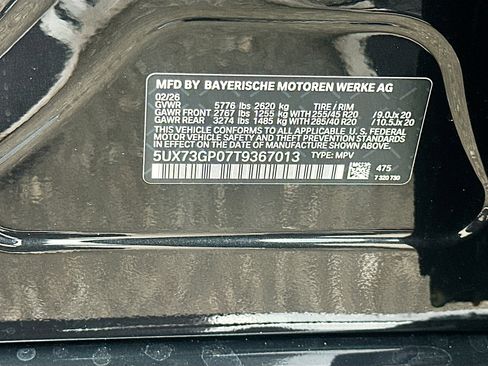 MFD BY BAYERISCHE MOTOREN WERKE AG
02/26
GVWR 5776 lbs 2620 kg TIRE / RIM
GAWR FRONT 2767 lbs 1255 kg WITH 255/45 R20 / 9.0Jx20
GAWR REAR 3274 lbs 1485 kg WITH 285/40 R20 / 10.5Jx20
THIS VEHICLE CONFORMS TO ALL APPLICABLE U.S. FEDERAL
MOTOR VEHICLE SAFETY, BUMPER, AND THEFT PREVENTION
STANDARDS IN EFFECT ON THE DATE OF MANUFACTURE SHOWN ABOVE.
5UX73GP07T9367013 TYPE: MPV
475
7 320 730